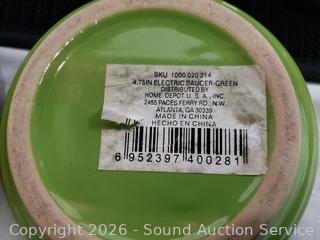 SKU 1000 020 214
4.75IN ELECTRIC SAUCER-GREEN
DISTRIBUTED BY
HOME DEPOT U. S. A., INC.
2455 PACES FERRY RD., N.W.
ATLANTA, GA 30339
MADE IN CHINA
HECHO EN CHINA
6 952397 400281
Copyright 2026 - Sound Auction Service